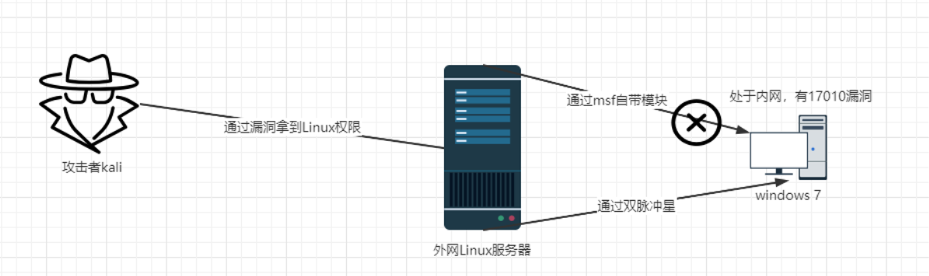 通过msf自带模块
处于内网，有17010漏洞
通过漏洞拿到Linux权限
攻击者kali
windows 7
通过双脉冲星
外网Linux服务器